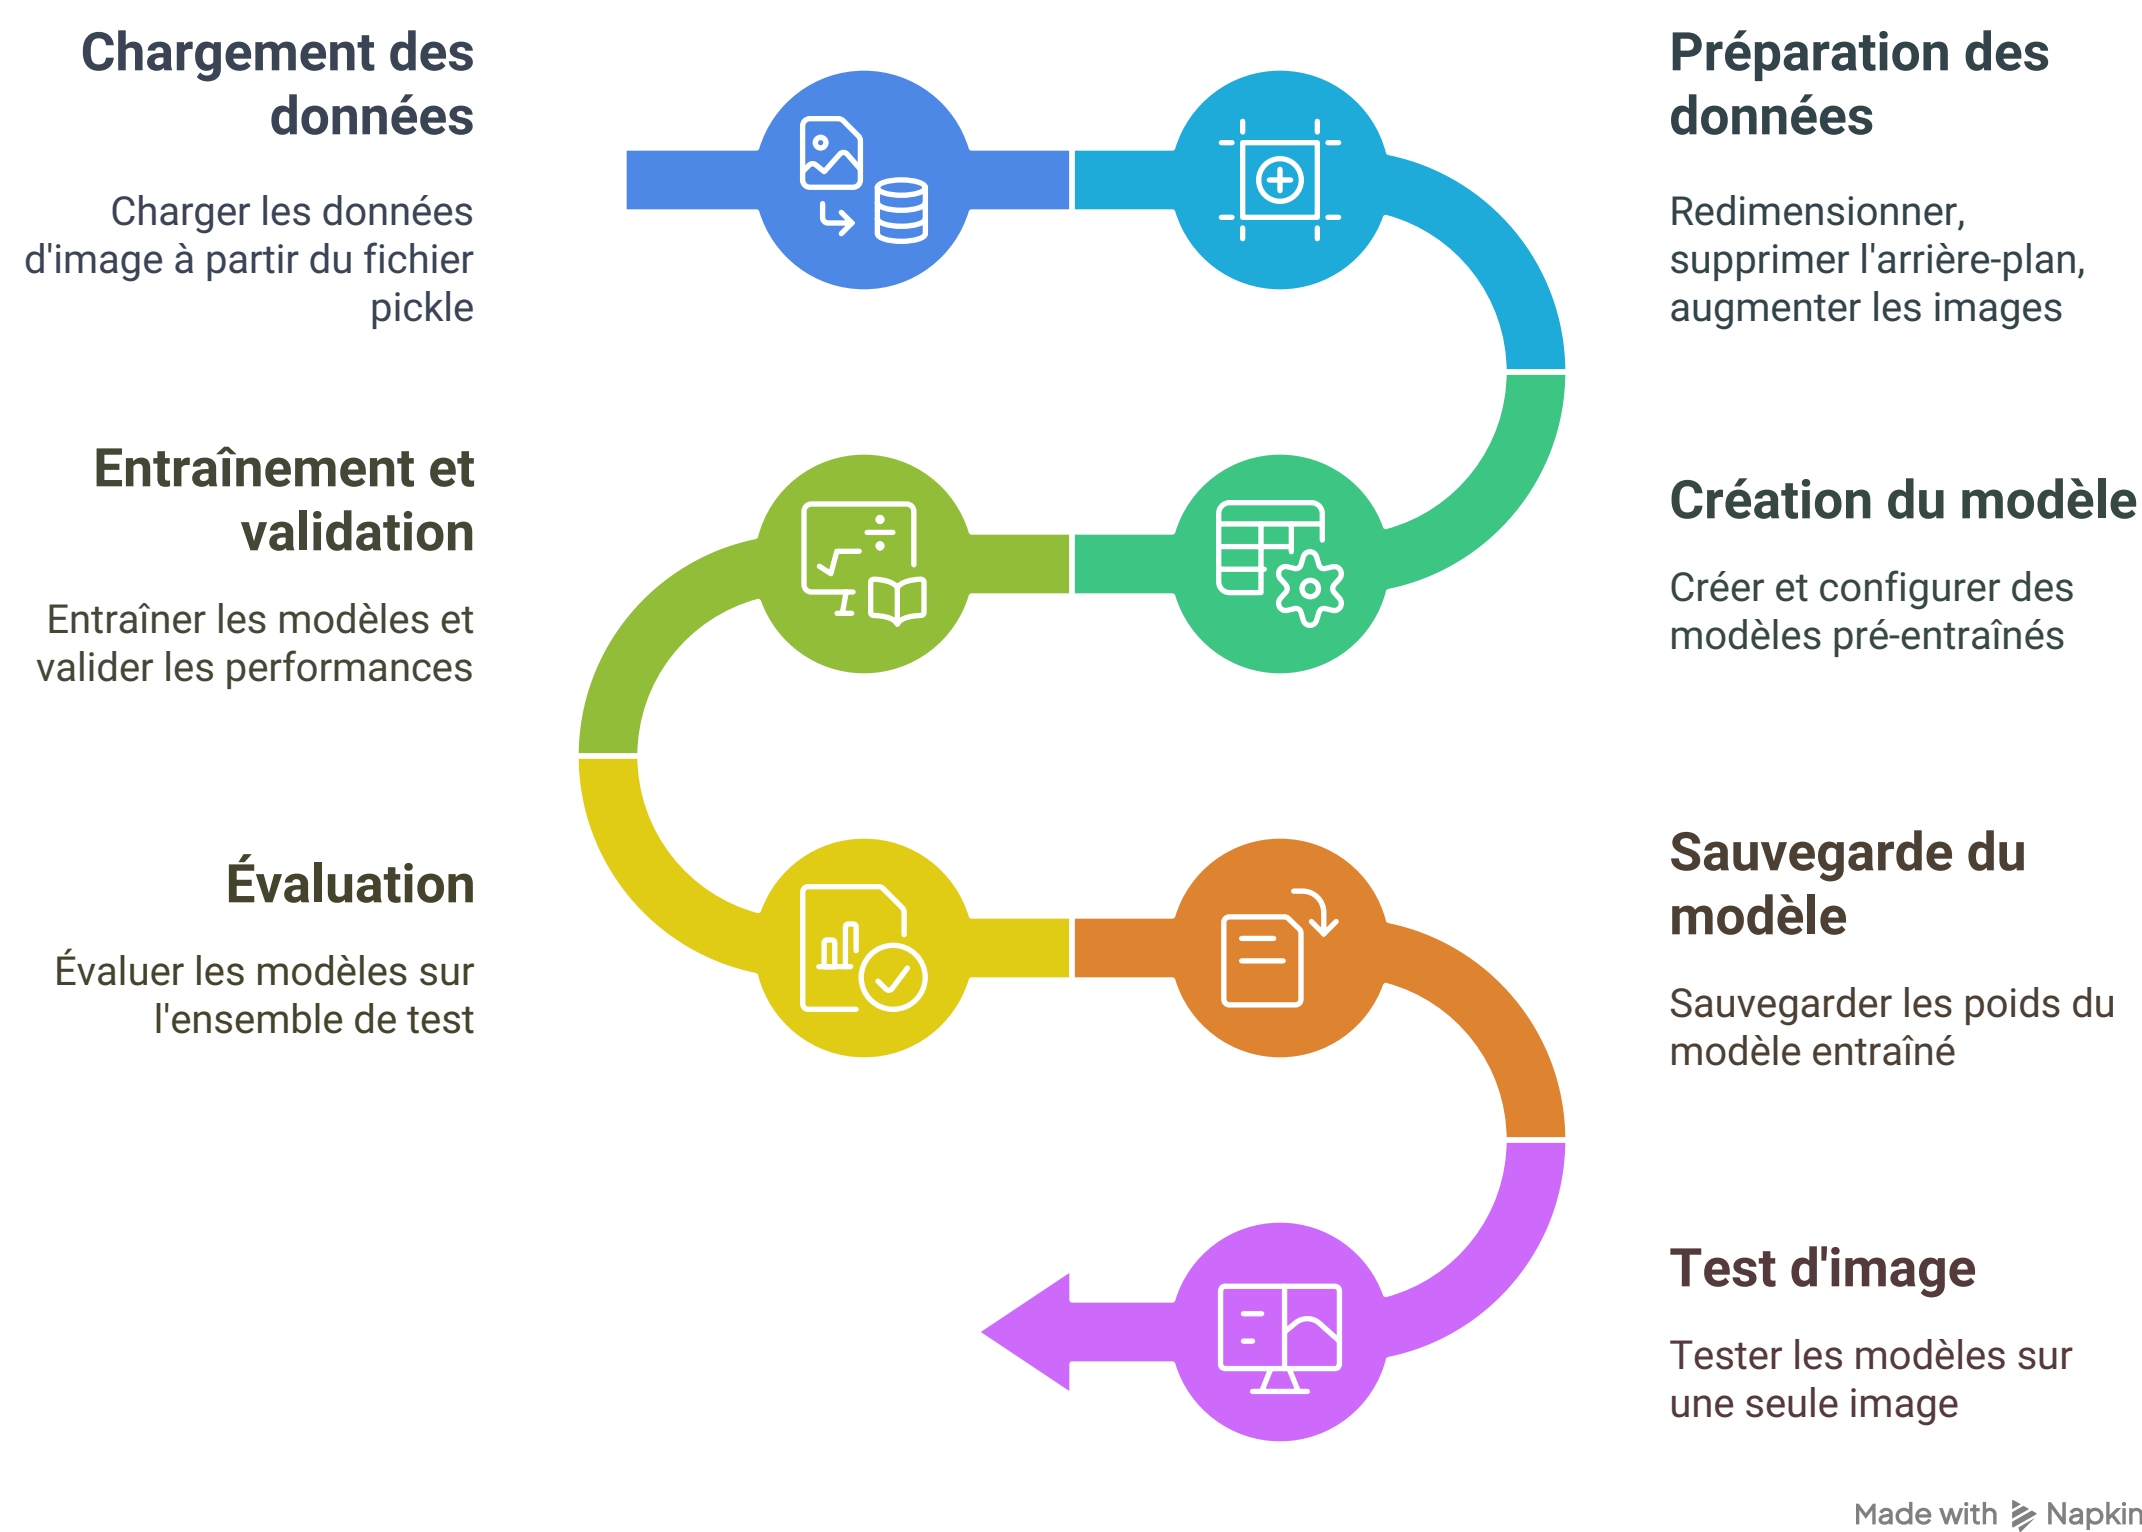 Chargement des
données
Charger les données
d'image à partir du fichier
pickle
Préparation des
données
Redimensionner,
supprimer l'arrière-plan,
augmenter les images
Création du modèle
Créer et configurer des
modèles pré-entraînés
Entraînement et
validation
Entraîner les modèles et
valider les performances
Évaluation
Évaluer les modèles sur
l'ensemble de test
Sauvegarde du
modèle
Sauvegarder les poids du
modèle entraîné
Test d'image
Tester les modèles sur
une seule image
Made with Napkin